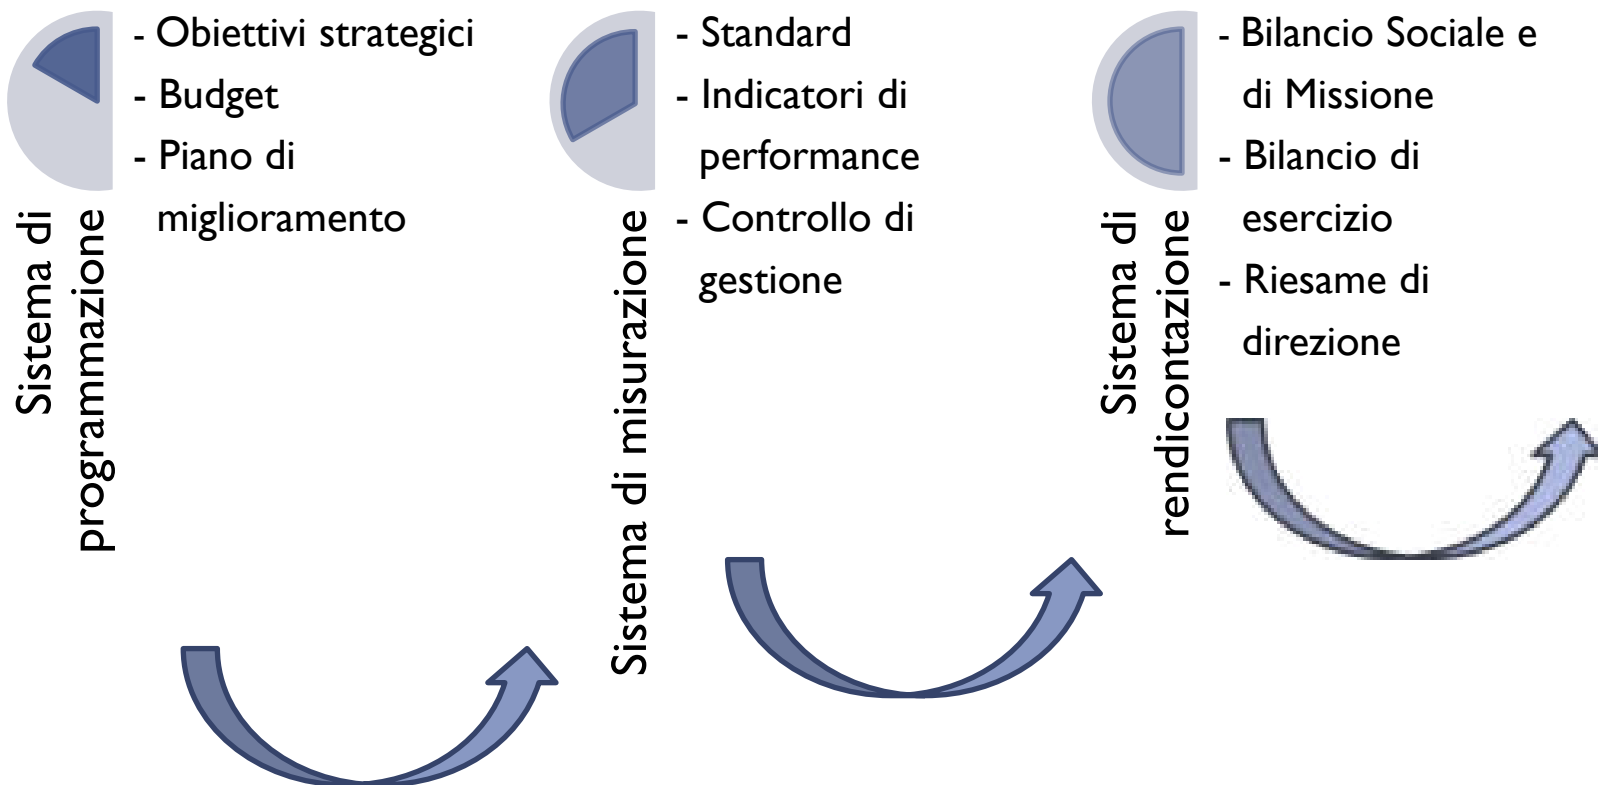 Sistema di
programmazione
- Obiettivi strategici
- Budget
- Piano di
miglioramento
Sistema di misurazione
- Standard
- Indicatori di
performance
- Controllo di
gestione
Sistema di
rendicontazione
- Bilancio Sociale e
di Missione
- Bilancio di
esercizio
- Riesame di
direzione